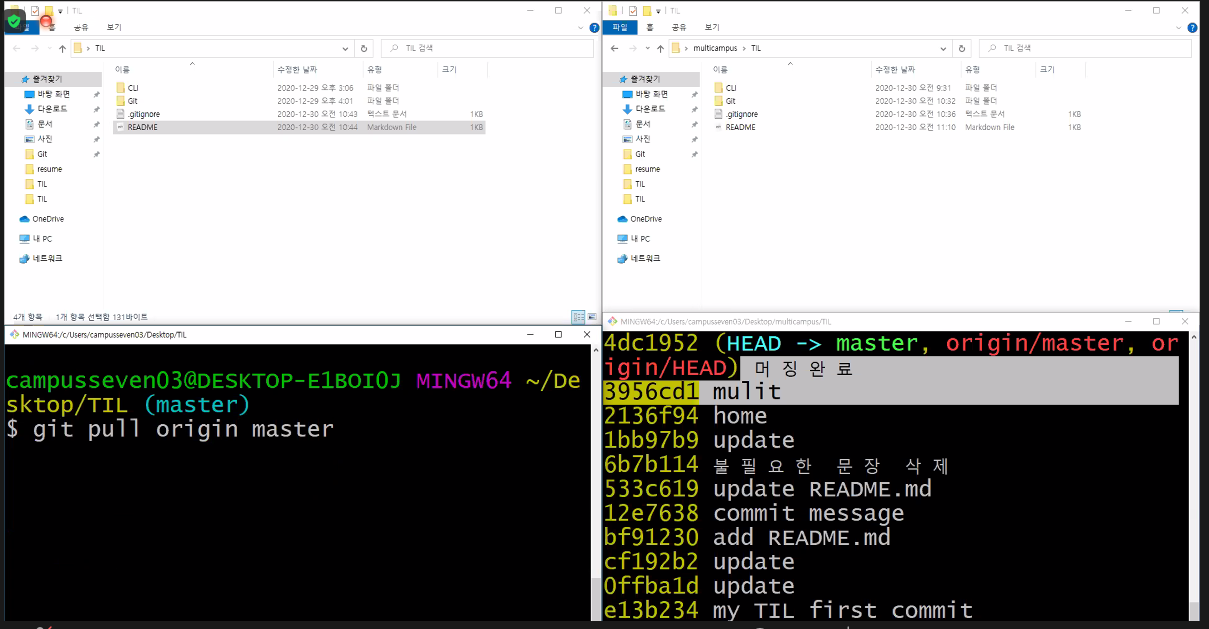 TIL
공유 보기
TIL
TIL 검색
이름 수정한 날짜 유형 크기
즐겨찾기
바탕 화면
다운로드
문서
사진
Git
resume
TIL
TIL
OneDrive
내 PC
네트워크
CLI 2020-12-29 오후 3:06 파일 폴더
Git 2020-12-29 오후 4:01 파일 폴더
.gitignore 2020-12-30 오전 10:43 텍스트 문서 1KB
README 2020-12-30 오전 10:44 Markdown File 1KB
4개 항목 1개 항목 선택함 131바이트
TIL
파일 홈 공유 보기
multicampus > TIL
TIL 검색
이름 수정한 날짜 유형 크기
즐겨찾기
바탕 화면
다운로드
문서
사진
Git
resume
TIL
TIL
OneDrive
내 PC
네트워크
CLI 2020-12-30 오전 9:31 파일 폴더
Git 2020-12-30 오전 10:32 파일 폴더
.gitignore 2020-12-30 오전 10:36 텍스트 문서 1KB
README 2020-12-30 오전 11:10 Markdown File 1KB
MINGW64:/c/Users/campusseven03/Desktop/TIL
campusseven03@DESKTOP-E1BOIOJ MINGW64 ~/De
sktop/TIL (master)
$ git pull origin master
MINGW64:/c/Users/campusseven03/Desktop/multicampus/TIL
4dc1952 (HEAD -> master, origin/master, or
igin/HEAD) 머징완료
3956cd1 mulit
2136f94 home
1bb97b9 update
6b7b114 불필요한 문장 삭제
533c619 update README.md
12e7638 commit message
bf91230 add README.md
cf192b2 update
0ffba1d update
e13b234 my TIL first commit